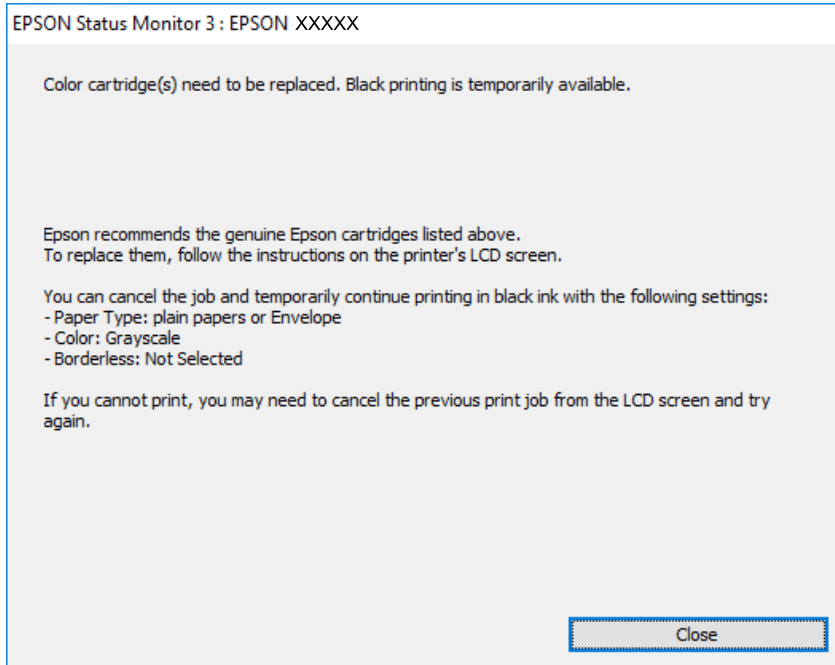 EPSON Status Monitor 3 : EPSON XXXXX
Color cartridge(s) need to be replaced. Black printing is temporarily available.
Epson recommends the genuine Epson cartridges listed above.
To replace them, follow the instructions on the printer's LCD screen.
You can cancel the job and temporarily continue printing in black ink with the following settings:
- Paper Type: plain papers or Envelope
- Color: Grayscale
- Borderless: Not Selected
If you cannot print, you may need to cancel the previous print job from the LCD screen and try
again.
Close